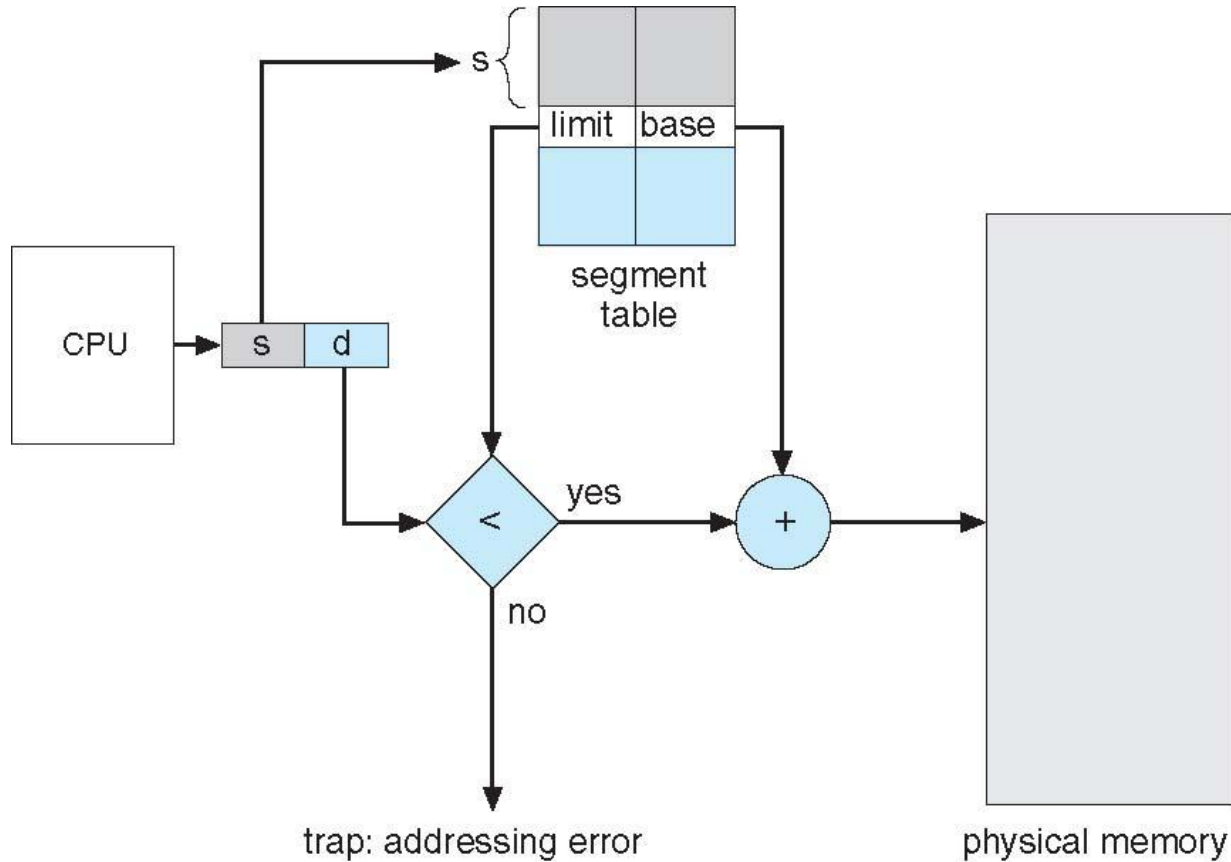 s
limit base
segment
table
CPU
s d
<
yes
+
no
trap: addressing error
physical memory